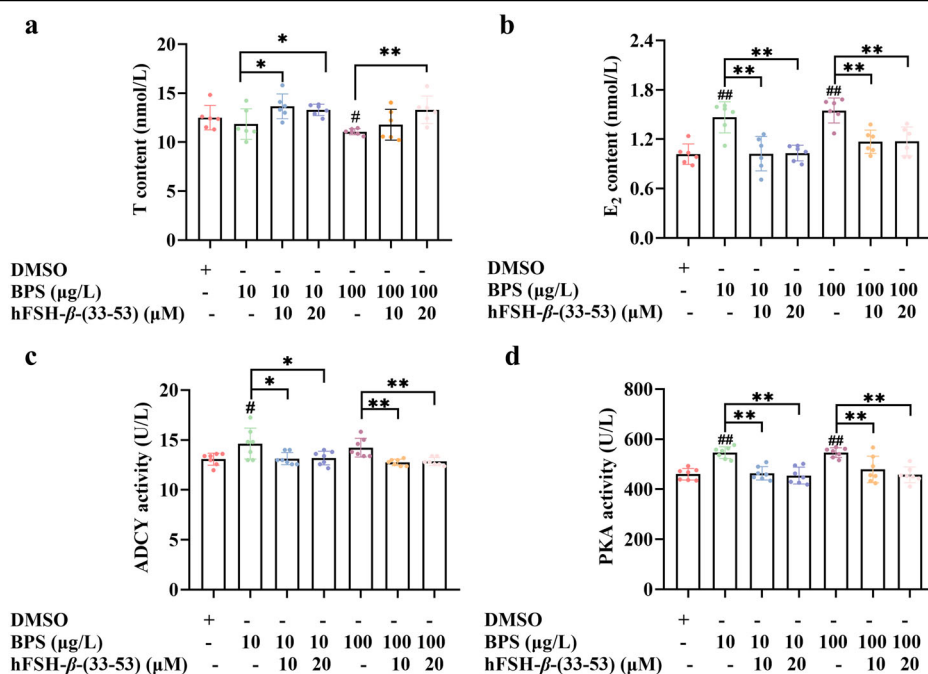 a
T content (nmol/L)
20
15
10
5
0
*
*
#
**
DMSO + - - - - - -
BPS (μg/L) - 10 10 10 100 100 100
hFSH-β-(33-53) (μM) - - 10 20 - 10 20
b
E₂ content (nmol/L)
2.4
1.8
1.2
0.6
0.0
##
**
**
##
**
**
DMSO + - - - - - -
BPS (μg/L) - 10 10 10 100 100 100
hFSH-β-(33-53) (μM) - - 10 20 - 10 20
c
ADCY activity (U/L)
20
15
10
5
0
#
*
*
**
**
DMSO + - - - - - -
BPS (μg/L) - 10 10 10 100 100 100
hFSH-β-(33-53) (μM) - - 10 20 - 10 20
d
PKA activity (U/L)
800
600
400
200
0
##
**
**
##
**
**
DMSO + - - - - - -
BPS (μg/L) - 10 10 10 100 100 100
hFSH-β-(33-53) (μM) - - 10 20 - 10 20